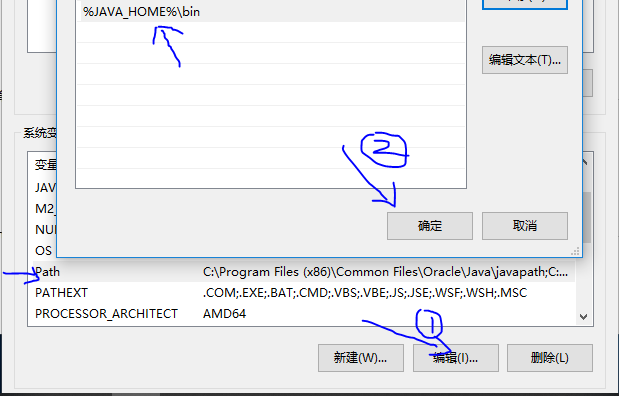 %JAVA_HOME%\bin
编辑文本(T)...
2
确定
取消
系统变
变量
JAV
M2_
NU
OS
Path C:\Program Files (x86)\Common Files\Oracle\Java\javapath;C:...
PATHEXT .COM;.EXE;.BAT;.CMD;.VBS;.VBE;.JS;.JSE;.WSF;.WSH;.MSC
PROCESSOR_ARCHITECT AMD64
1
新建(W)...
编辑(I)...
删除(L)